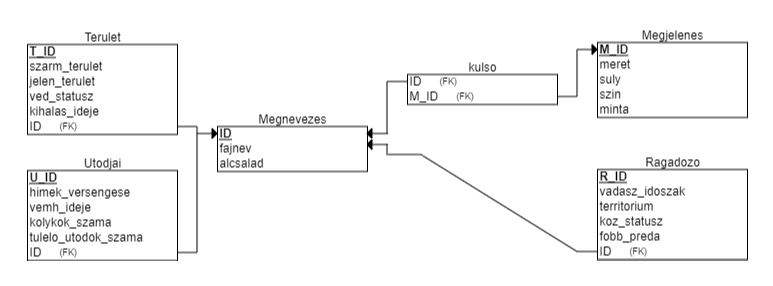 Terulet
T_ID
szarm_terulet
jelen_terulet
ved_statusz
kihalas_ideje
ID (FK)
Utodjai
U_ID
himek_versengese
vemh_ideje
kolykok_szama
tulelo_utodok_szama
ID (FK)
Megnevezes
ID
fajnev
alcsalad
kulso
ID (FK)
M_ID (FK)
Megjelenes
M_ID
meret
suly
szin
minta
Ragadozo
R_ID
vadasz_idoszak
territorium
koz_statusz
fobb_preda
ID (FK)